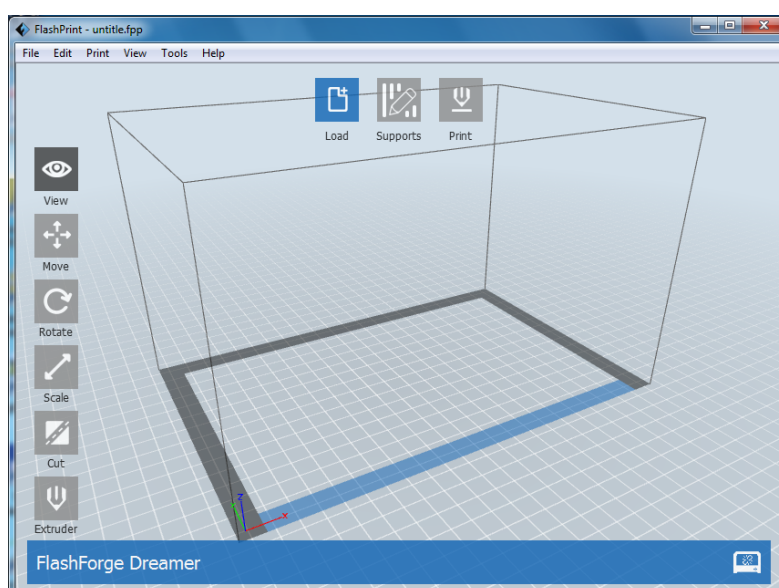 FlashPrint - untitle.fpp
File Edit Print View Tools Help
Load Supports Print
View
Move
Rotate
Scale
Cut
Extruder
z
x
FlashForge Dreamer